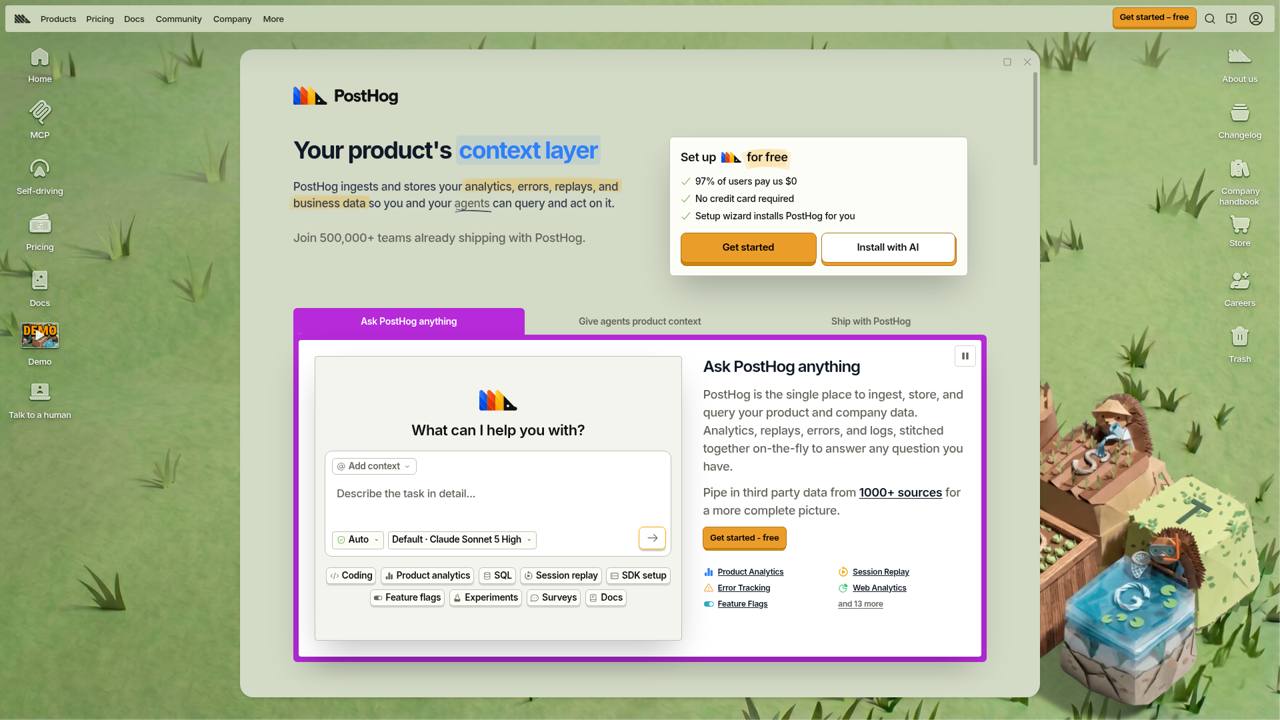 Products Pricing Docs Community Company More
Get started – free
Home
MCP
Self-driving
Pricing
Docs
DEMO
Demo
Talk to a human
PostHog
Your product's context layer
PostHog ingests and stores your analytics, errors, replays, and
business data so you and your agents can query and act on it.
Join 500,000+ teams already shipping with PostHog.
Set up for free
97% of users pay us $0
No credit card required
Setup wizard installs PostHog for you
Get started
Install with AI
Ask PostHog anything
Give agents product context
Ship with PostHog
What can I help you with?
@ Add context
Describe the task in detail...
Auto
Default · Claude Sonnet 5 High
Coding
Product analytics
SQL
Session replay
SDK setup
Feature flags
Experiments
Surveys
Docs
Ask PostHog anything
PostHog is the single place to ingest, store, and
query your product and company data.
Analytics, replays, errors, and logs, stitched
together on-the-fly to answer any question you
have.
Pipe in third party data from 1000+ sources for
a more complete picture.
Get started - free
Product Analytics
Session Replay
Error Tracking
Web Analytics
Feature Flags
and 13 more
About us
Changelog
Company
handbook
Store
Careers
Trash